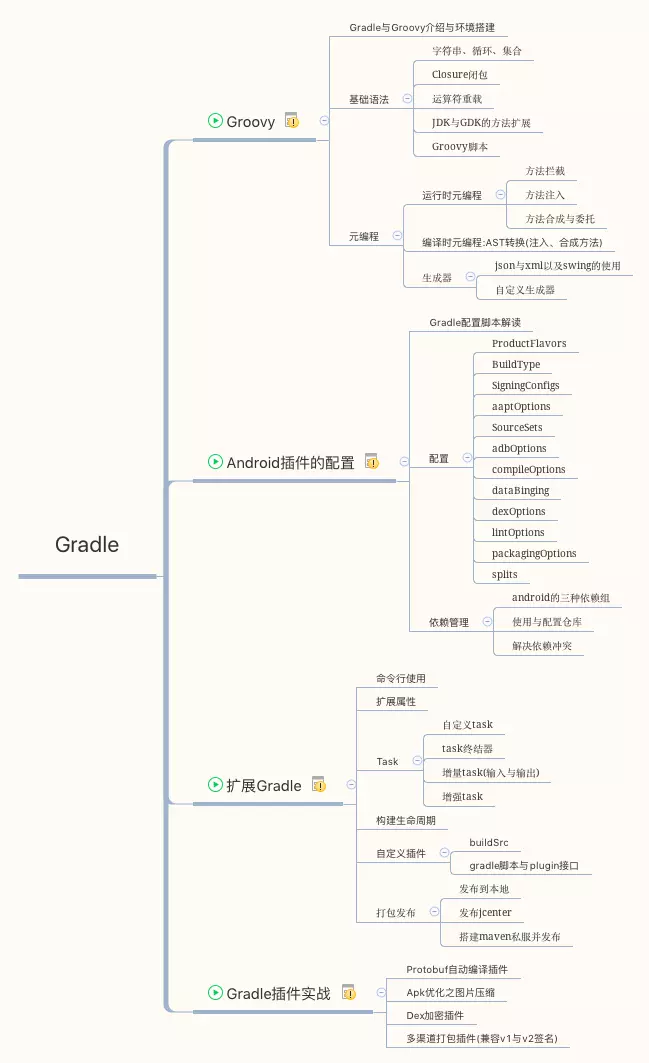 Gradle
Groovy
Gradle与Groovy介绍与环境搭建
基础语法
字符串、循环、集合
Closure闭包
运算符重载
JDK与GDK的方法扩展
Groovy脚本
元编程
运行时元编程
方法拦截
方法注入
方法合成与委托
编译时元编程:AST转换(注入、合成方法)
生成器
json与xml以及swing的使用
自定义生成器
Android插件的配置
Gradle配置脚本解读
配置
ProductFlavors
BuildType
SigningConfigs
aaptOptions
SourceSets
adbOptions
compileOptions
dataBinging
dexOptions
lintOptions
packagingOptions
splits
依赖管理
android的三种依赖组
使用与配置仓库
解决依赖冲突
扩展Gradle
命令行使用
扩展属性
Task
自定义task
task终结器
增量task(输入与输出)
增强task
构建生命周期
自定义插件
buildSrc
gradle脚本与plugin接口
打包发布
发布到本地
发布jcenter
搭建maven私服并发布
Gradle插件实战
Protobuf自动编译插件
Apk优化之图片压缩
Dex加密插件
多渠道打包插件(兼容v1与v2签名)